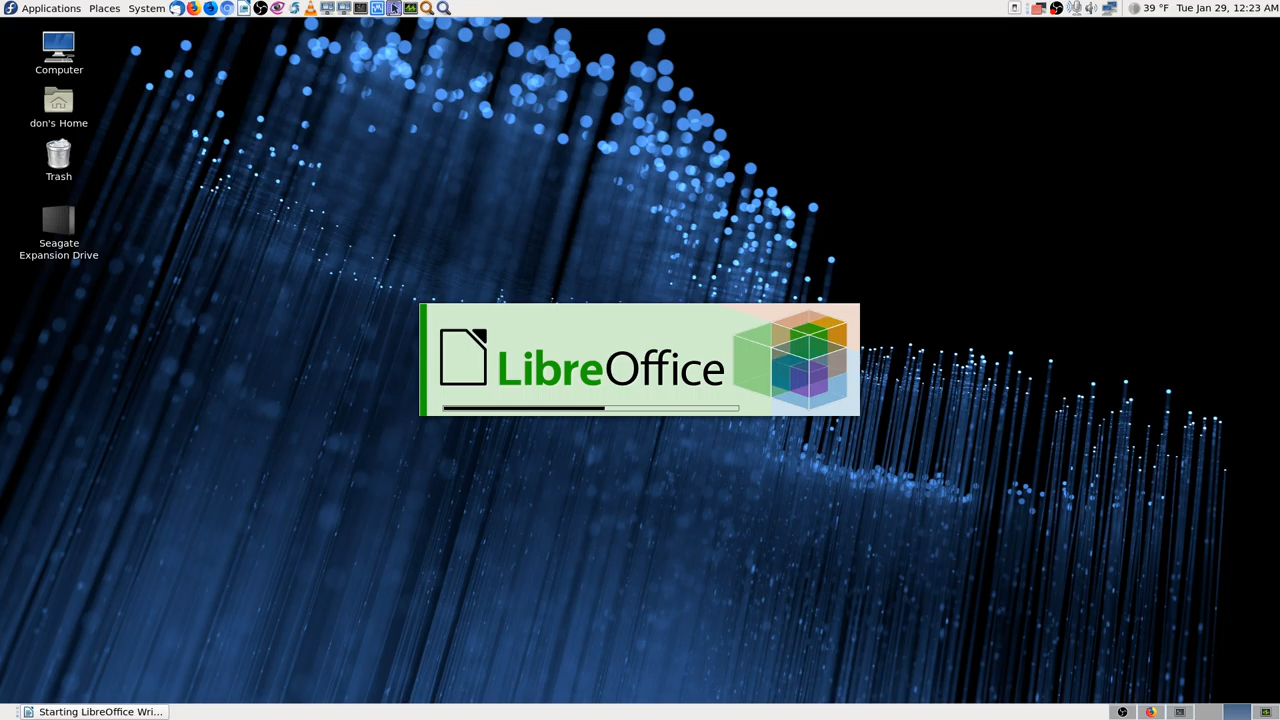 Applications Places System
39 °F Tue Jan 29, 12:23 AM
Computer
don's Home
Trash
Seagate
Expansion Drive
LibreOffice
Starting LibreOffice Wri...